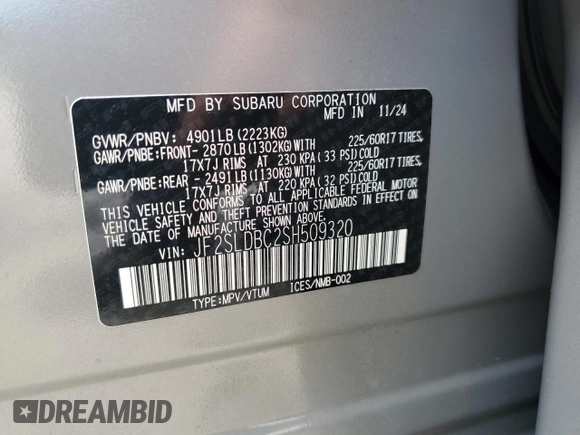 MFD BY SUBARU CORPORATION
MFD IN 11/24
GVWR/PNBV: 4901LB(2223KG)
GAWR/PNBE:FRONT- 2870LB(1302KG)WITH 225/60R17 TIRES,
17X7J RIMS AT 230 KPA(33 PSI)COLD
GAWR/PNBE:REAR - 2491LB(1130KG)WITH 225/60R17 TIRES,
17X7J RIMS AT 220 KPA(32 PSI)COLD
THIS VEHICLE CONFORMS TO ALL APPLICABLE FEDERAL MOTOR
VEHICLE SAFETY AND THEFT PREVENTION STANDARDS IN EFFECT ON
THE DATE OF MANUFACTURE SHOWN ABOVE.
VIN: JF2SLDBC2SH509320
TYPE:MPV/VTUM ICES/NMB-002
DREAMBID